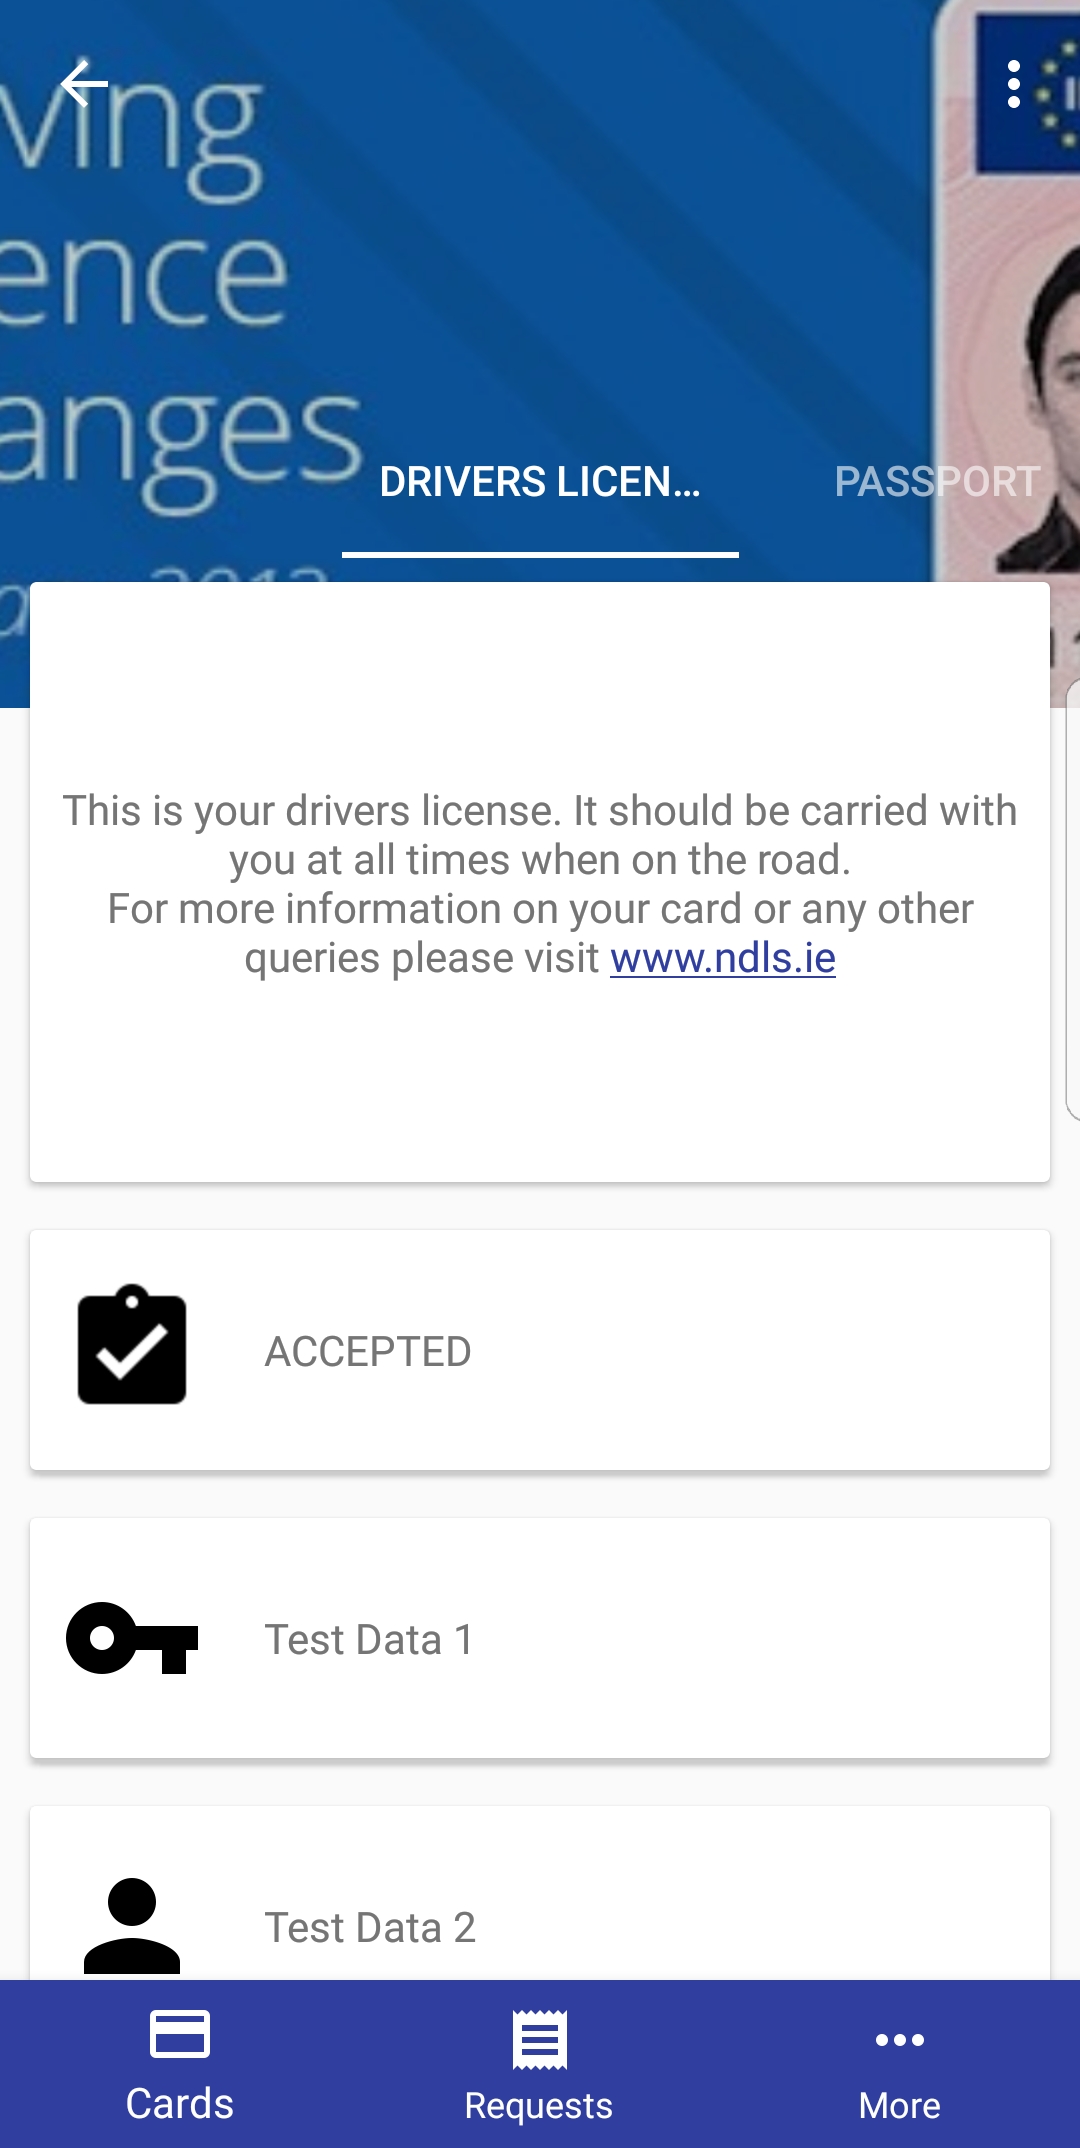 ving
ence
anges
DRIVERS LICEN...
PASSPORT
This is your drivers license. It should be carried with
you at all times when on the road.
For more information on your card or any other
queries please visit www.ndls.ie
ACCEPTED
Test Data 1
Test Data 2
Cards
Requests
More